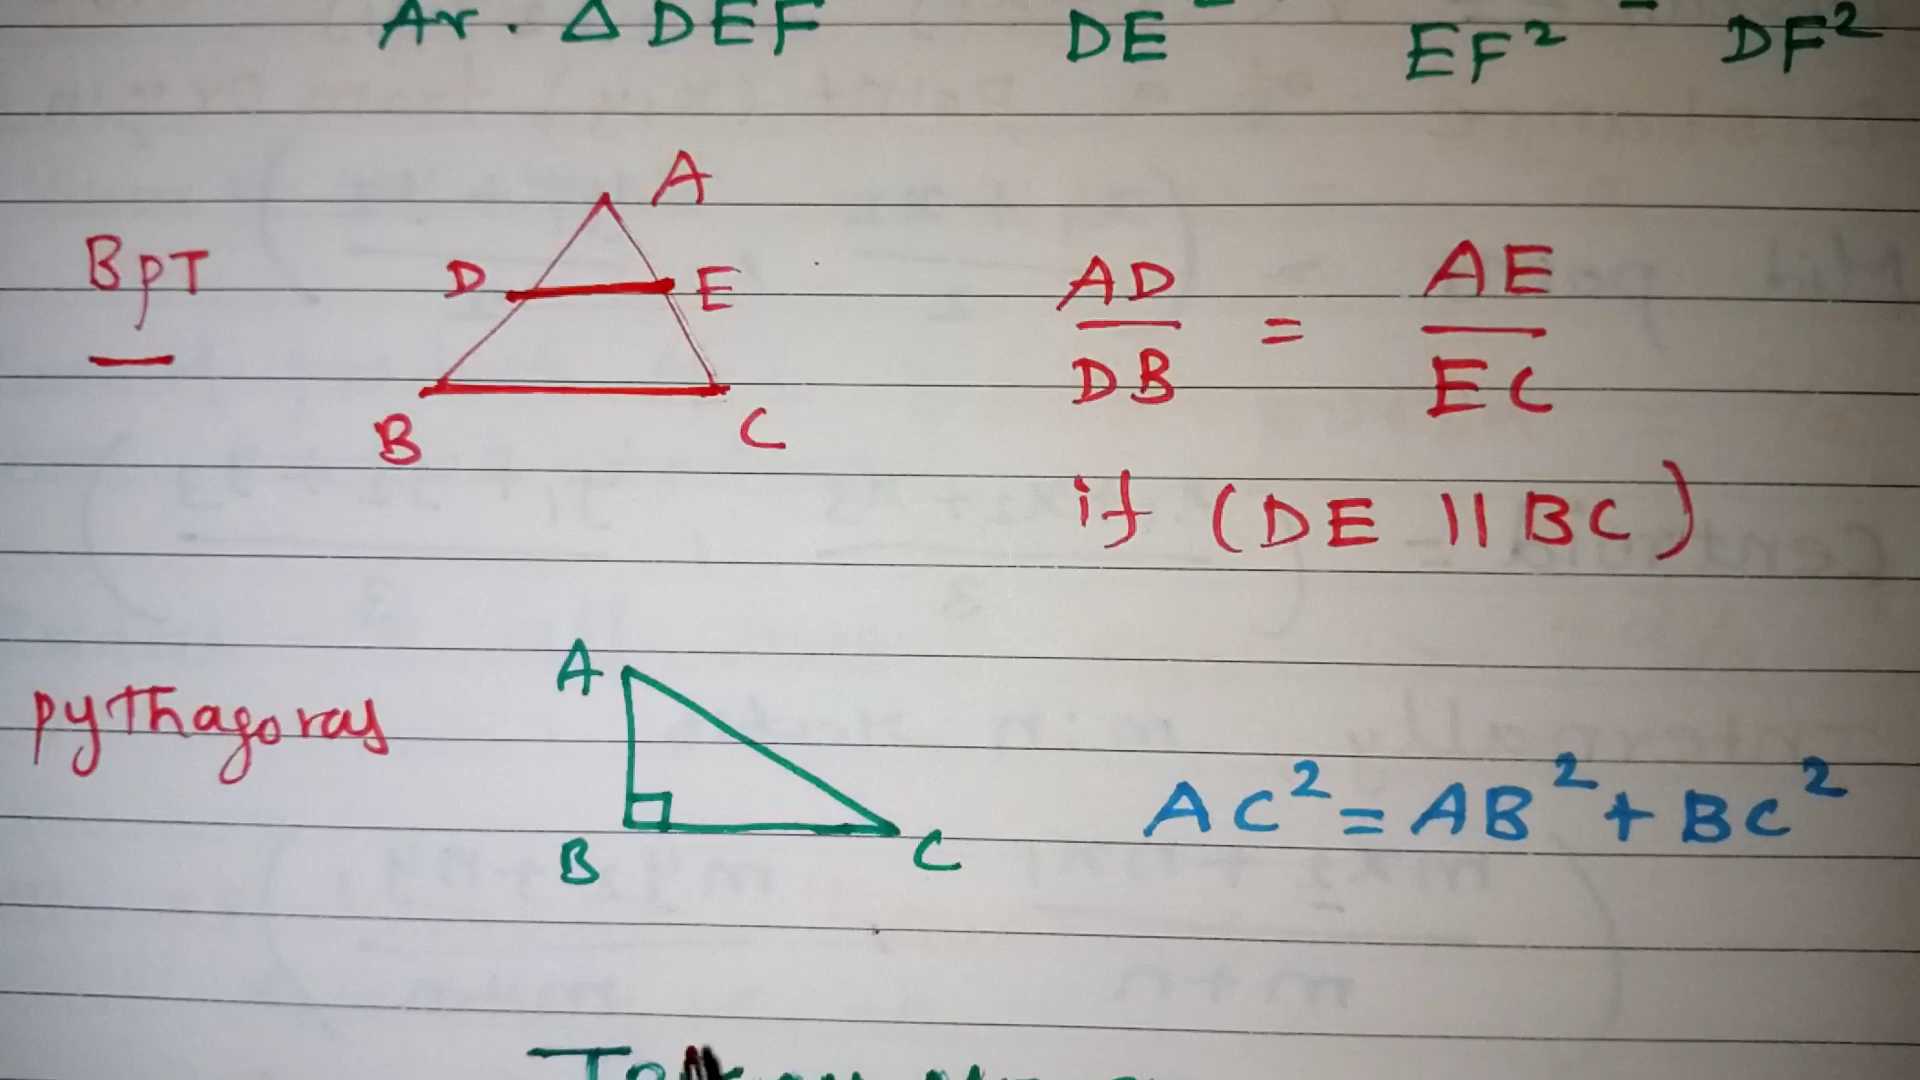 Ar. △ DEF DE EF² DF²
A
BPT D E AD/DB = AE/EC
B C
if (DE || BC)
A
pythagoras AC² = AB² + BC²
B C